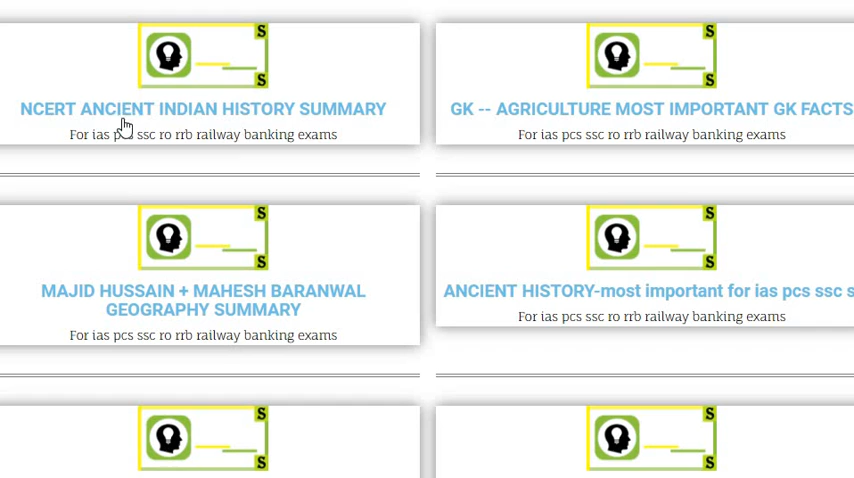 S
S
NCERT ANCIENT INDIAN HISTORY SUMMARY
For ias pcs ssc ro rrb railway banking exams
S
S
GK -- AGRICULTURE MOST IMPORTANT GK FACTS
For ias pcs ssc ro rrb railway banking exams
S
S
MAJID HUSSAIN + MAHESH BARANWAL
GEOGRAPHY SUMMARY
For ias pcs ssc ro rrb railway banking exams
S
S
ANCIENT HISTORY-most important for ias pcs ssc s
For ias pcs ssc ro rrb railway banking exams
S
S
S
S